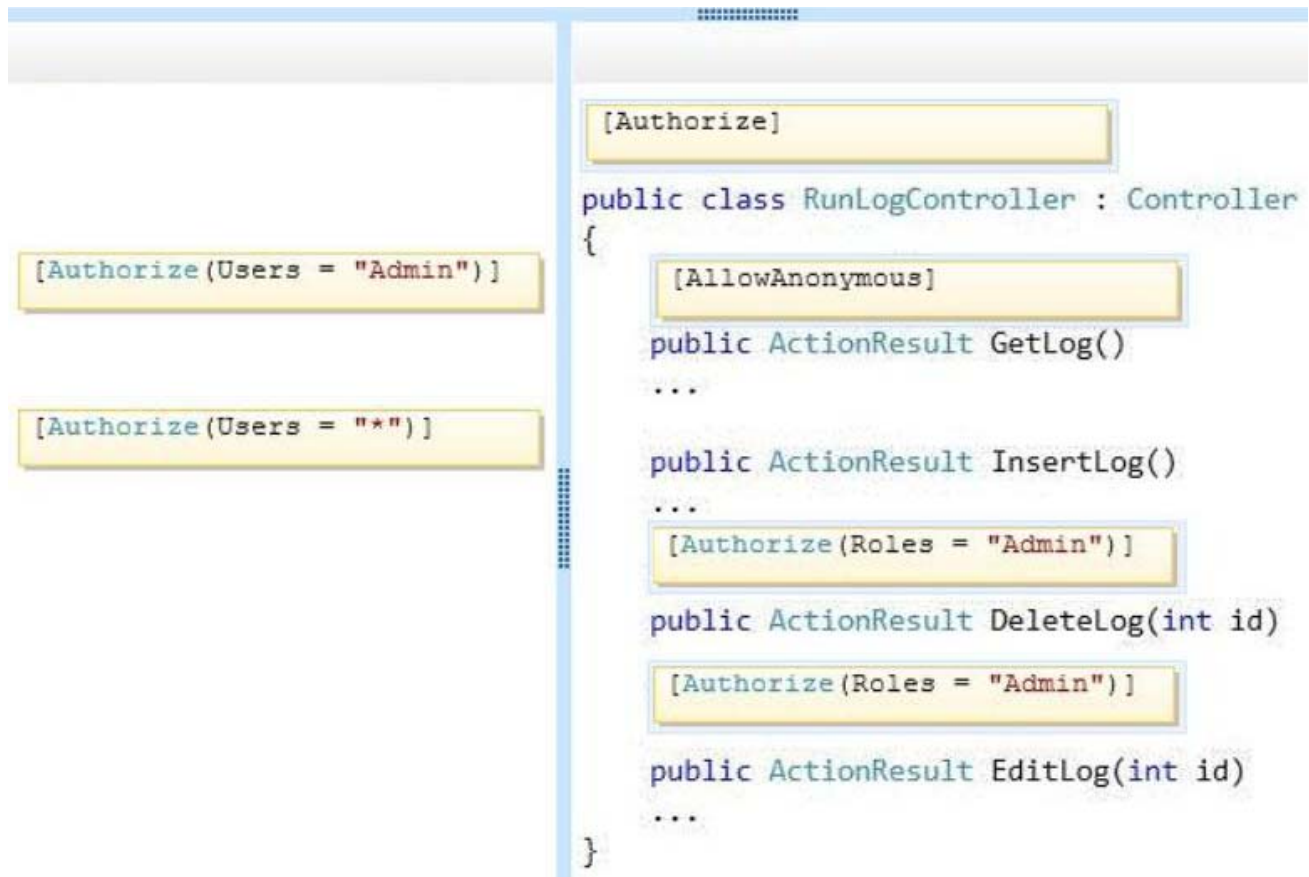 [Authorize(Users = "Admin")]
[Authorize(Users = "*")]
[Authorize]
public class RunLogController : Controller
{
[AllowAnonymous]
public ActionResult GetLog()
...
public ActionResult InsertLog()
...
[Authorize(Roles = "Admin")]
public ActionResult DeleteLog(int id)
[Authorize(Roles = "Admin")]
public ActionResult EditLog(int id)
...
}